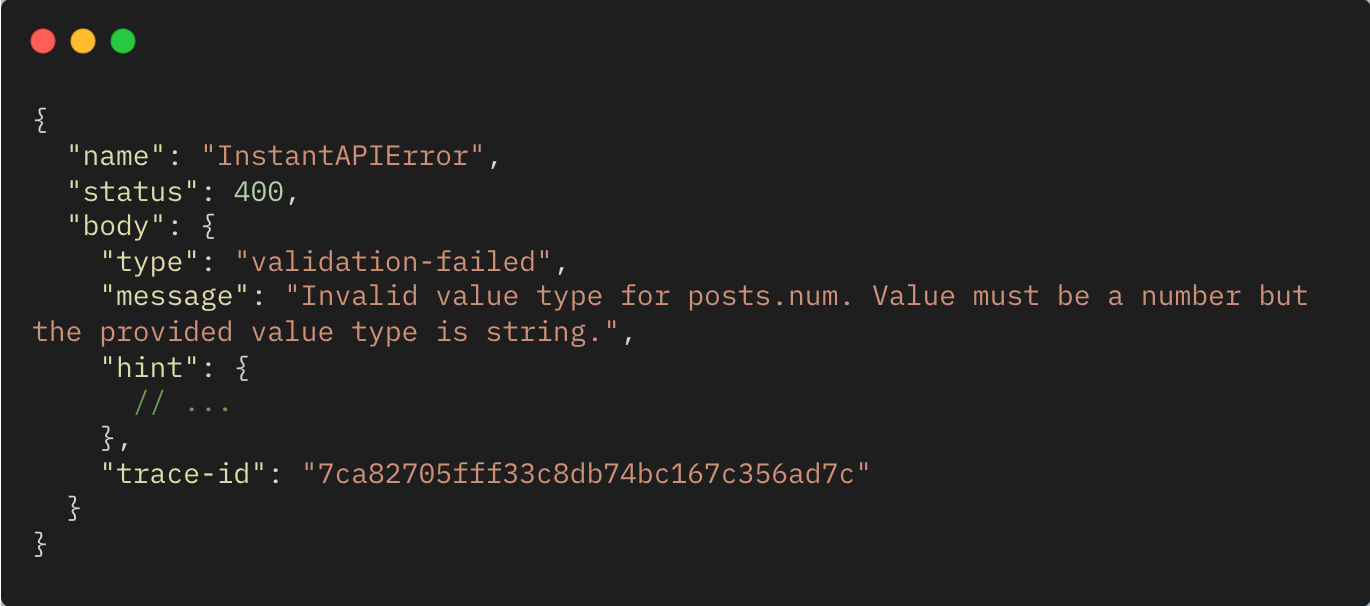 {
  "name": "InstantAPIError",
  "status": 400,
  "body": {
    "type": "validation-failed",
    "message": "Invalid value type for posts.num. Value must be a number but
the provided value type is string.",
    "hint": {
      // ...
    },
    "trace-id": "7ca82705fff33c8db74bc167c356ad7c"
  }
}